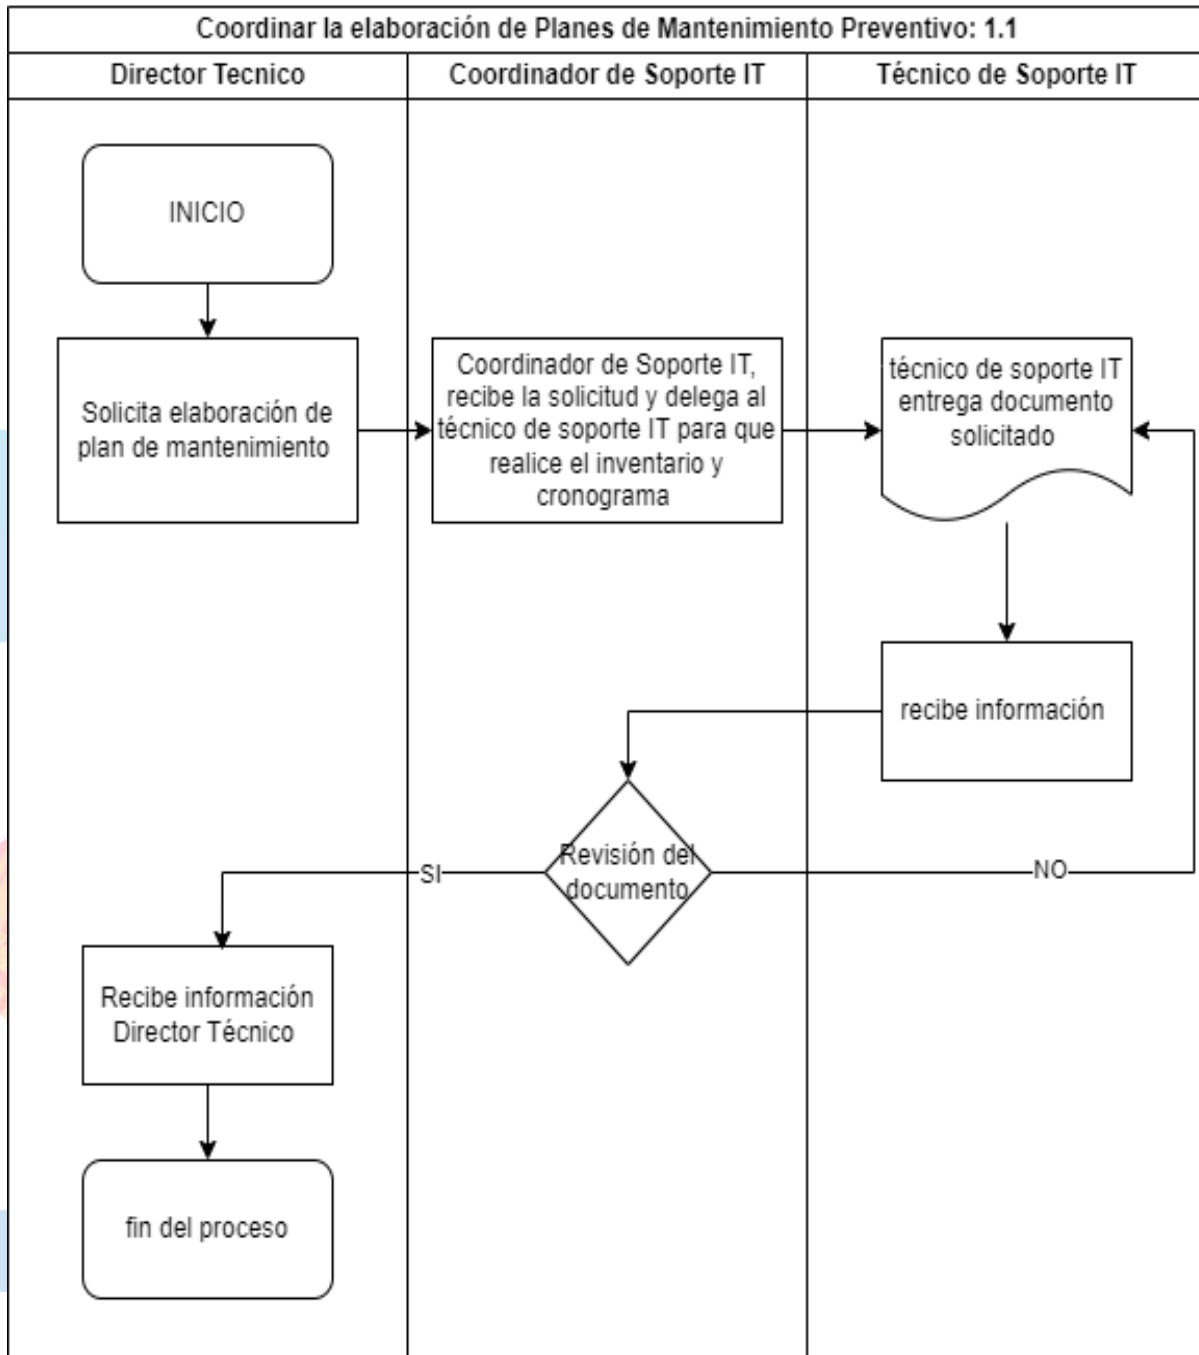 Coordinar la elaboración de Planes de Mantenimiento Preventivo: 1.1
Director Tecnico
Coordinador de Soporte IT
Técnico de Soporte IT
INICIO
Solicita elaboración de
plan de mantenimiento
Coordinador de Soporte IT,
recibe la solicitud y delega al
técnico de soporte IT para que
realice el inventario y
cronograma
técnico de soporte IT
entrega documento
solicitado
recibe información
Revisión del
documento
SI
NO
Recibe información
Director Técnico
fin del proceso